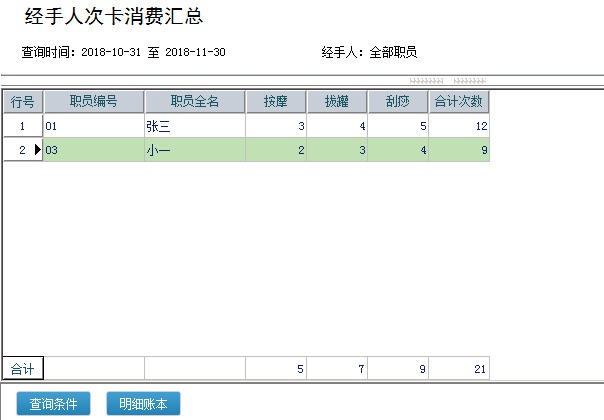 经手人次卡消费汇总
查询时间：2018-10-31 至 2018-11-30 经手人：全部职员
行号 职员编号 职员全名 按摩 拔罐 刮痧 合计次数
1 01 张三 3 4 5 12
2 03 小一 2 3 4 9
合计 5 7 9 21
查询条件 明细账本